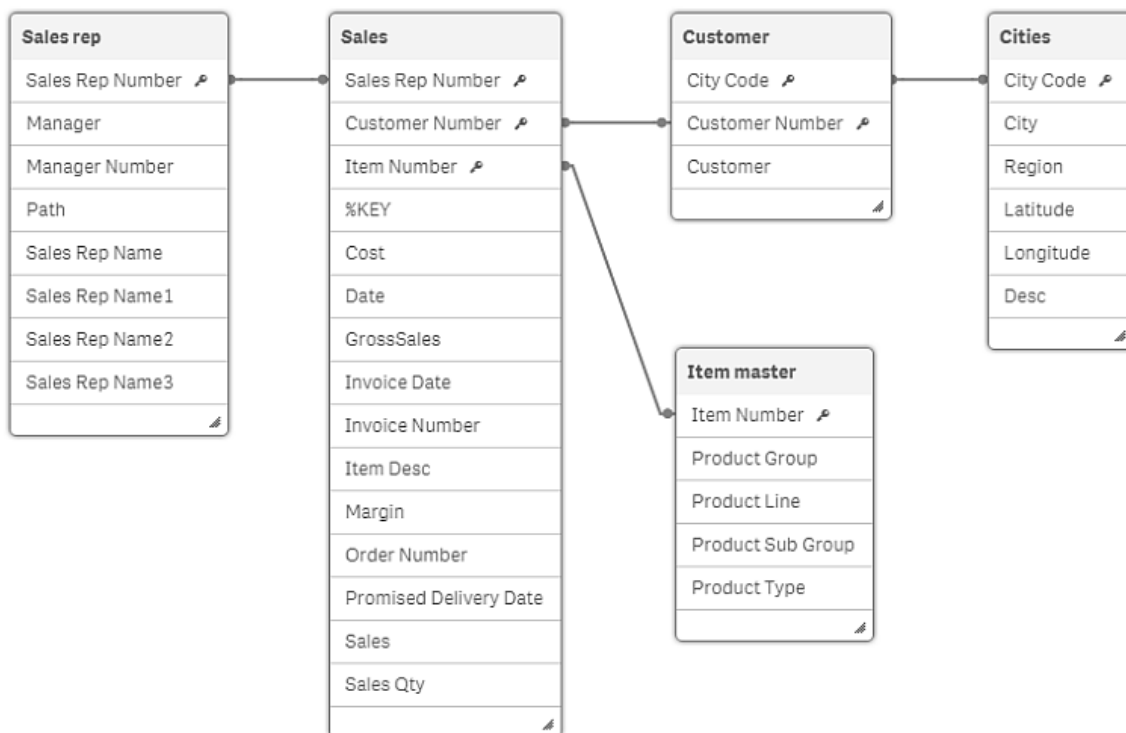 Sales rep
Sales Rep Number
Manager
Manager Number
Path
Sales Rep Name
Sales Rep Name1
Sales Rep Name2
Sales Rep Name3
Sales
Sales Rep Number
Customer Number
Item Number
%KEY
Cost
Date
GrossSales
Invoice Date
Invoice Number
Item Desc
Margin
Order Number
Promised Delivery Date
Sales
Sales Qty
Customer
City Code
Customer Number
Customer
Item master
Item Number
Product Group
Product Line
Product Sub Group
Product Type
Cities
City Code
City
Region
Latitude
Longitude
Desc